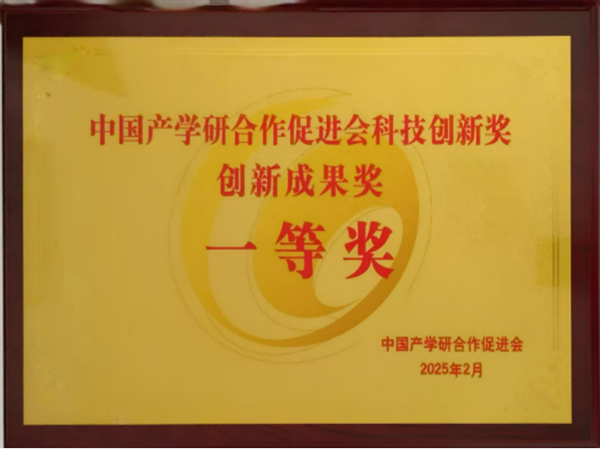 中国产学研合作促进会科技创新奖
创新成果奖
一等奖
中国产学研合作促进会
2025年2月